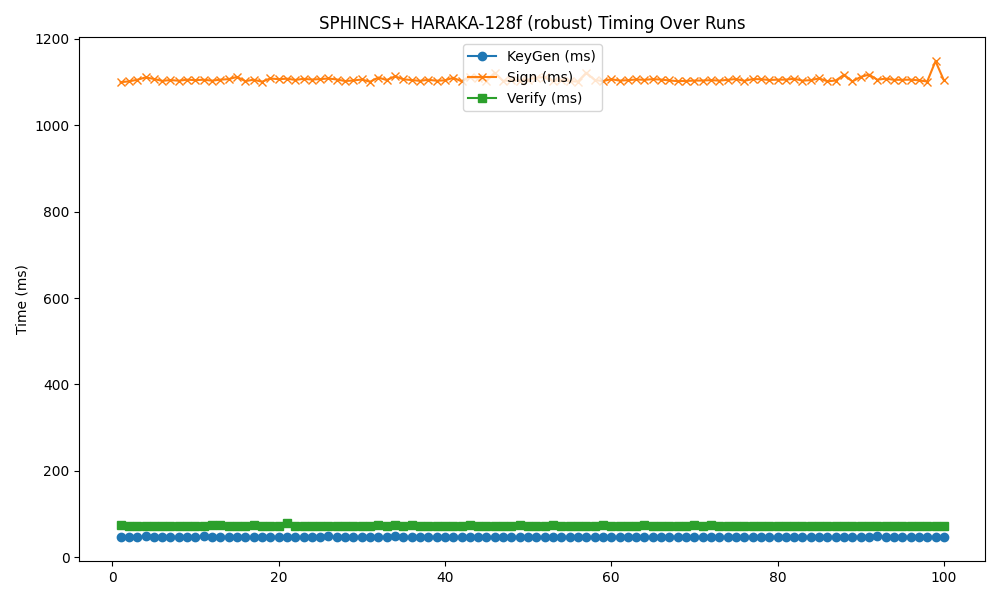 SPHINCS+ HARAKA-128f (robust) Timing Over Runs
1200
1000
800
600
400
200
0
Time (ms)
KeyGen (ms)
Sign (ms)
Verify (ms)
0 20 40 60 80 100